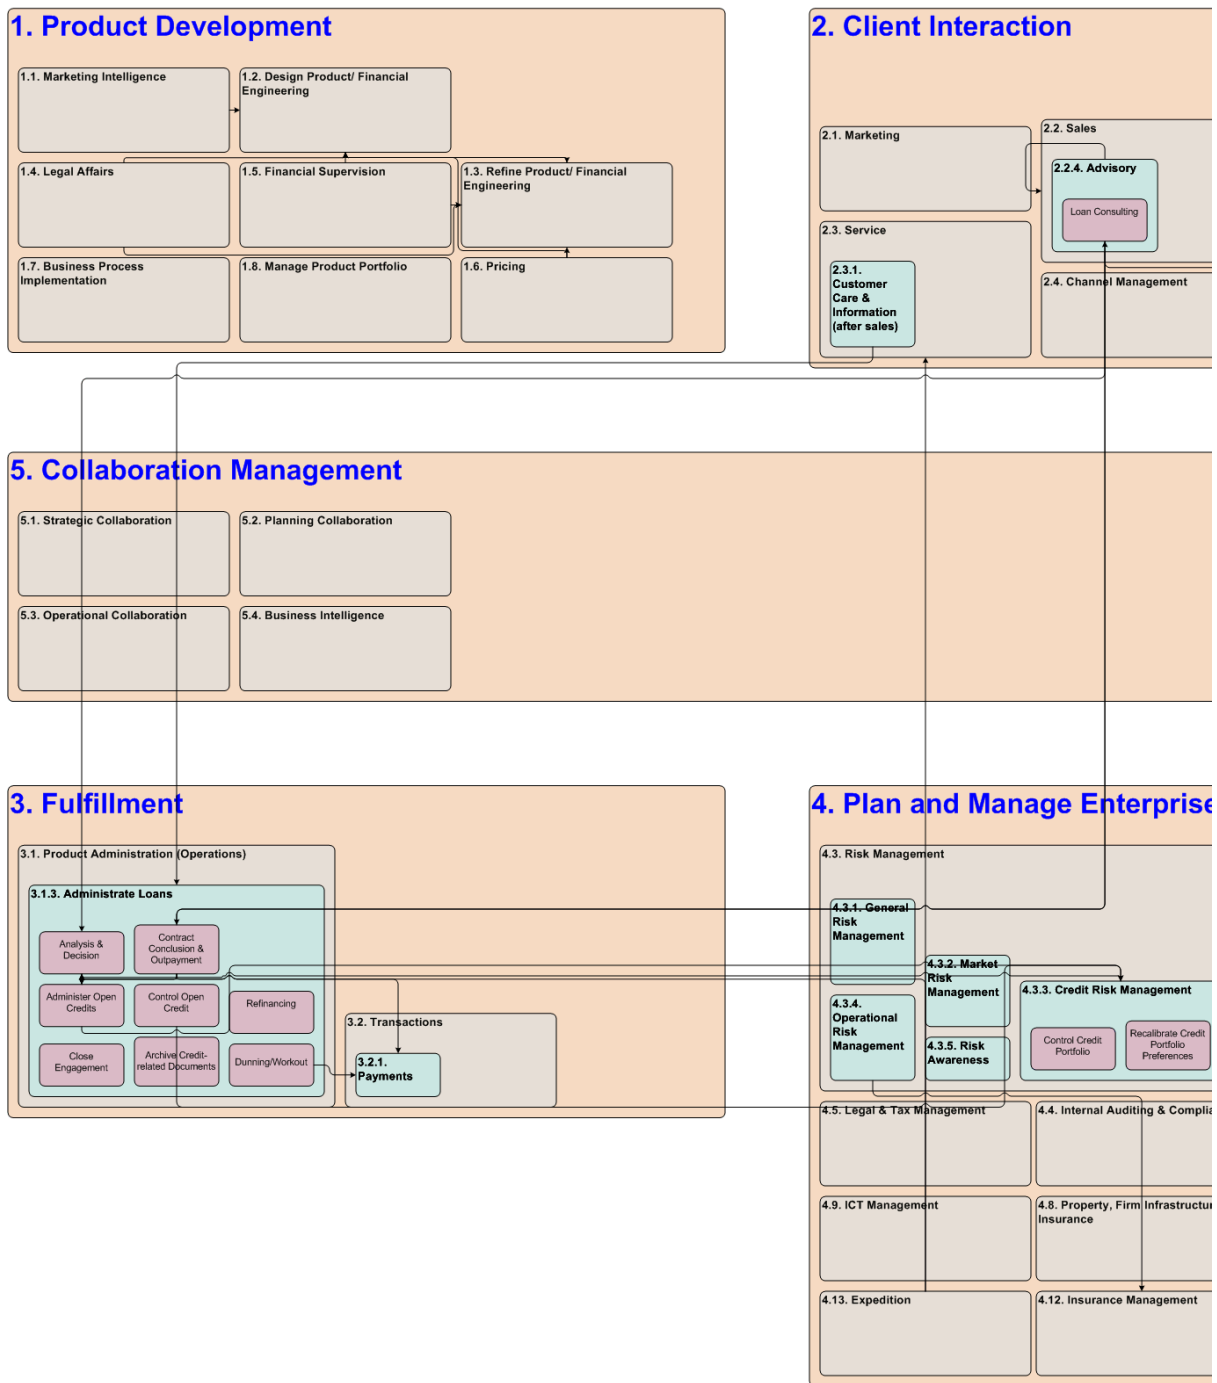 1. Product Development
1.1. Marketing Intelligence
1.2. Design Product/ Financial
Engineering
1.4. Legal Affairs
1.5. Financial Supervision
1.3. Refine Product/ Financial
Engineering
1.7. Business Process
Implementation
1.8. Manage Product Portfolio
1.6. Pricing
2. Client Interaction
2.1. Marketing
2.2. Sales
2.2.4. Advisory
Loan Consulting
2.3. Service
2.3.1.
Customer
Care &
Information
(after sales)
2.4. Channel Management
5. Collaboration Management
5.1. Strategic Collaboration
5.2. Planning Collaboration
5.3. Operational Collaboration
5.4. Business Intelligence
3. Fulfillment
3.1. Product Administration (Operations)
3.1.3. Administrate Loans
Analysis &
Decision
Contract
Conclusion &
Outpayment
Administer Open
Credits
Control Open
Credit
Refinancing
Close
Engagement
Archive Credit-
related Documents
Dunning/Workout
3.2. Transactions
3.2.1.
Payments
4. Plan and Manage Enterprise
4.3. Risk Management
4.3.1. General
Risk
Management
4.3.2. Market
Risk
Management
4.3.4.
Operational
Risk
Management
4.3.5. Risk
Awareness
4.3.3. Credit Risk Management
Control Credit
Portfolio
Recalibrate Credit
Portfolio
Preferences
4.5. Legal & Tax Management
4.4. Internal Auditing & Complia
4.9. ICT Management
4.8. Property, Firm Infrastructur
Insurance
4.13. Expedition
4.12. Insurance Management